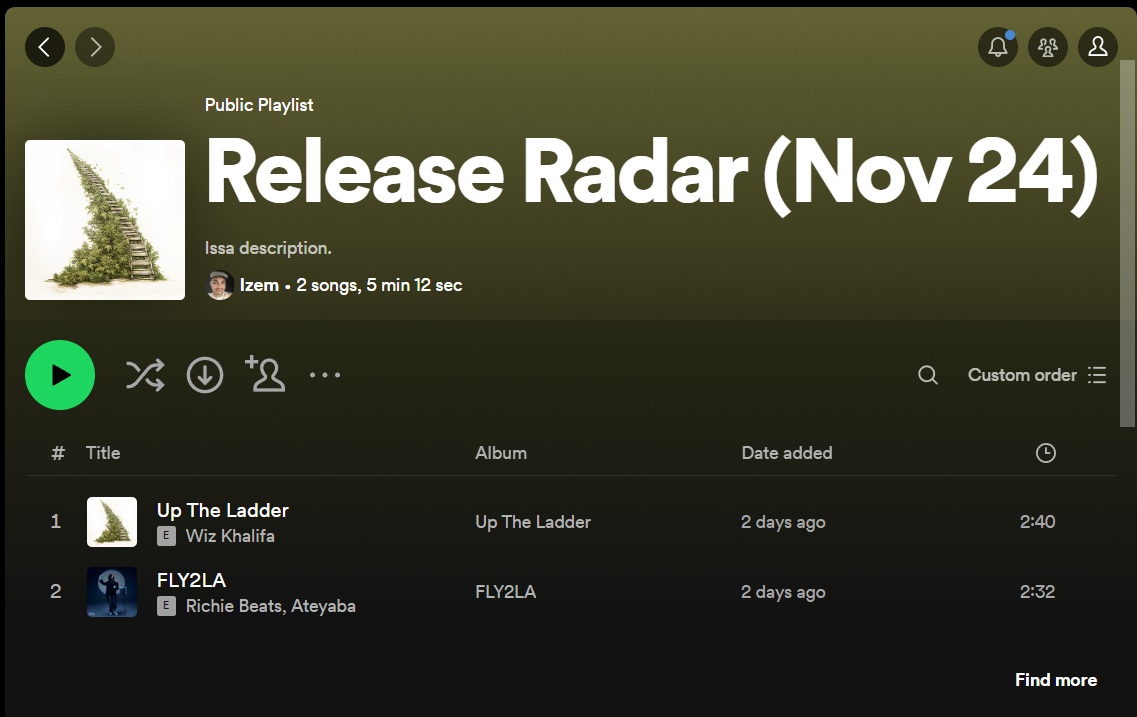 Public Playlist
Release Radar (Nov 24)
Issa description.
Izem • 2 songs, 5 min 12 sec
Custom order
# Title Album Date added
1 Up The Ladder Up The Ladder 2 days ago 2:40
E Wiz Khalifa
2 FLY2LA FLY2LA 2 days ago 2:32
E Richie Beats, Ateyaba
Find more